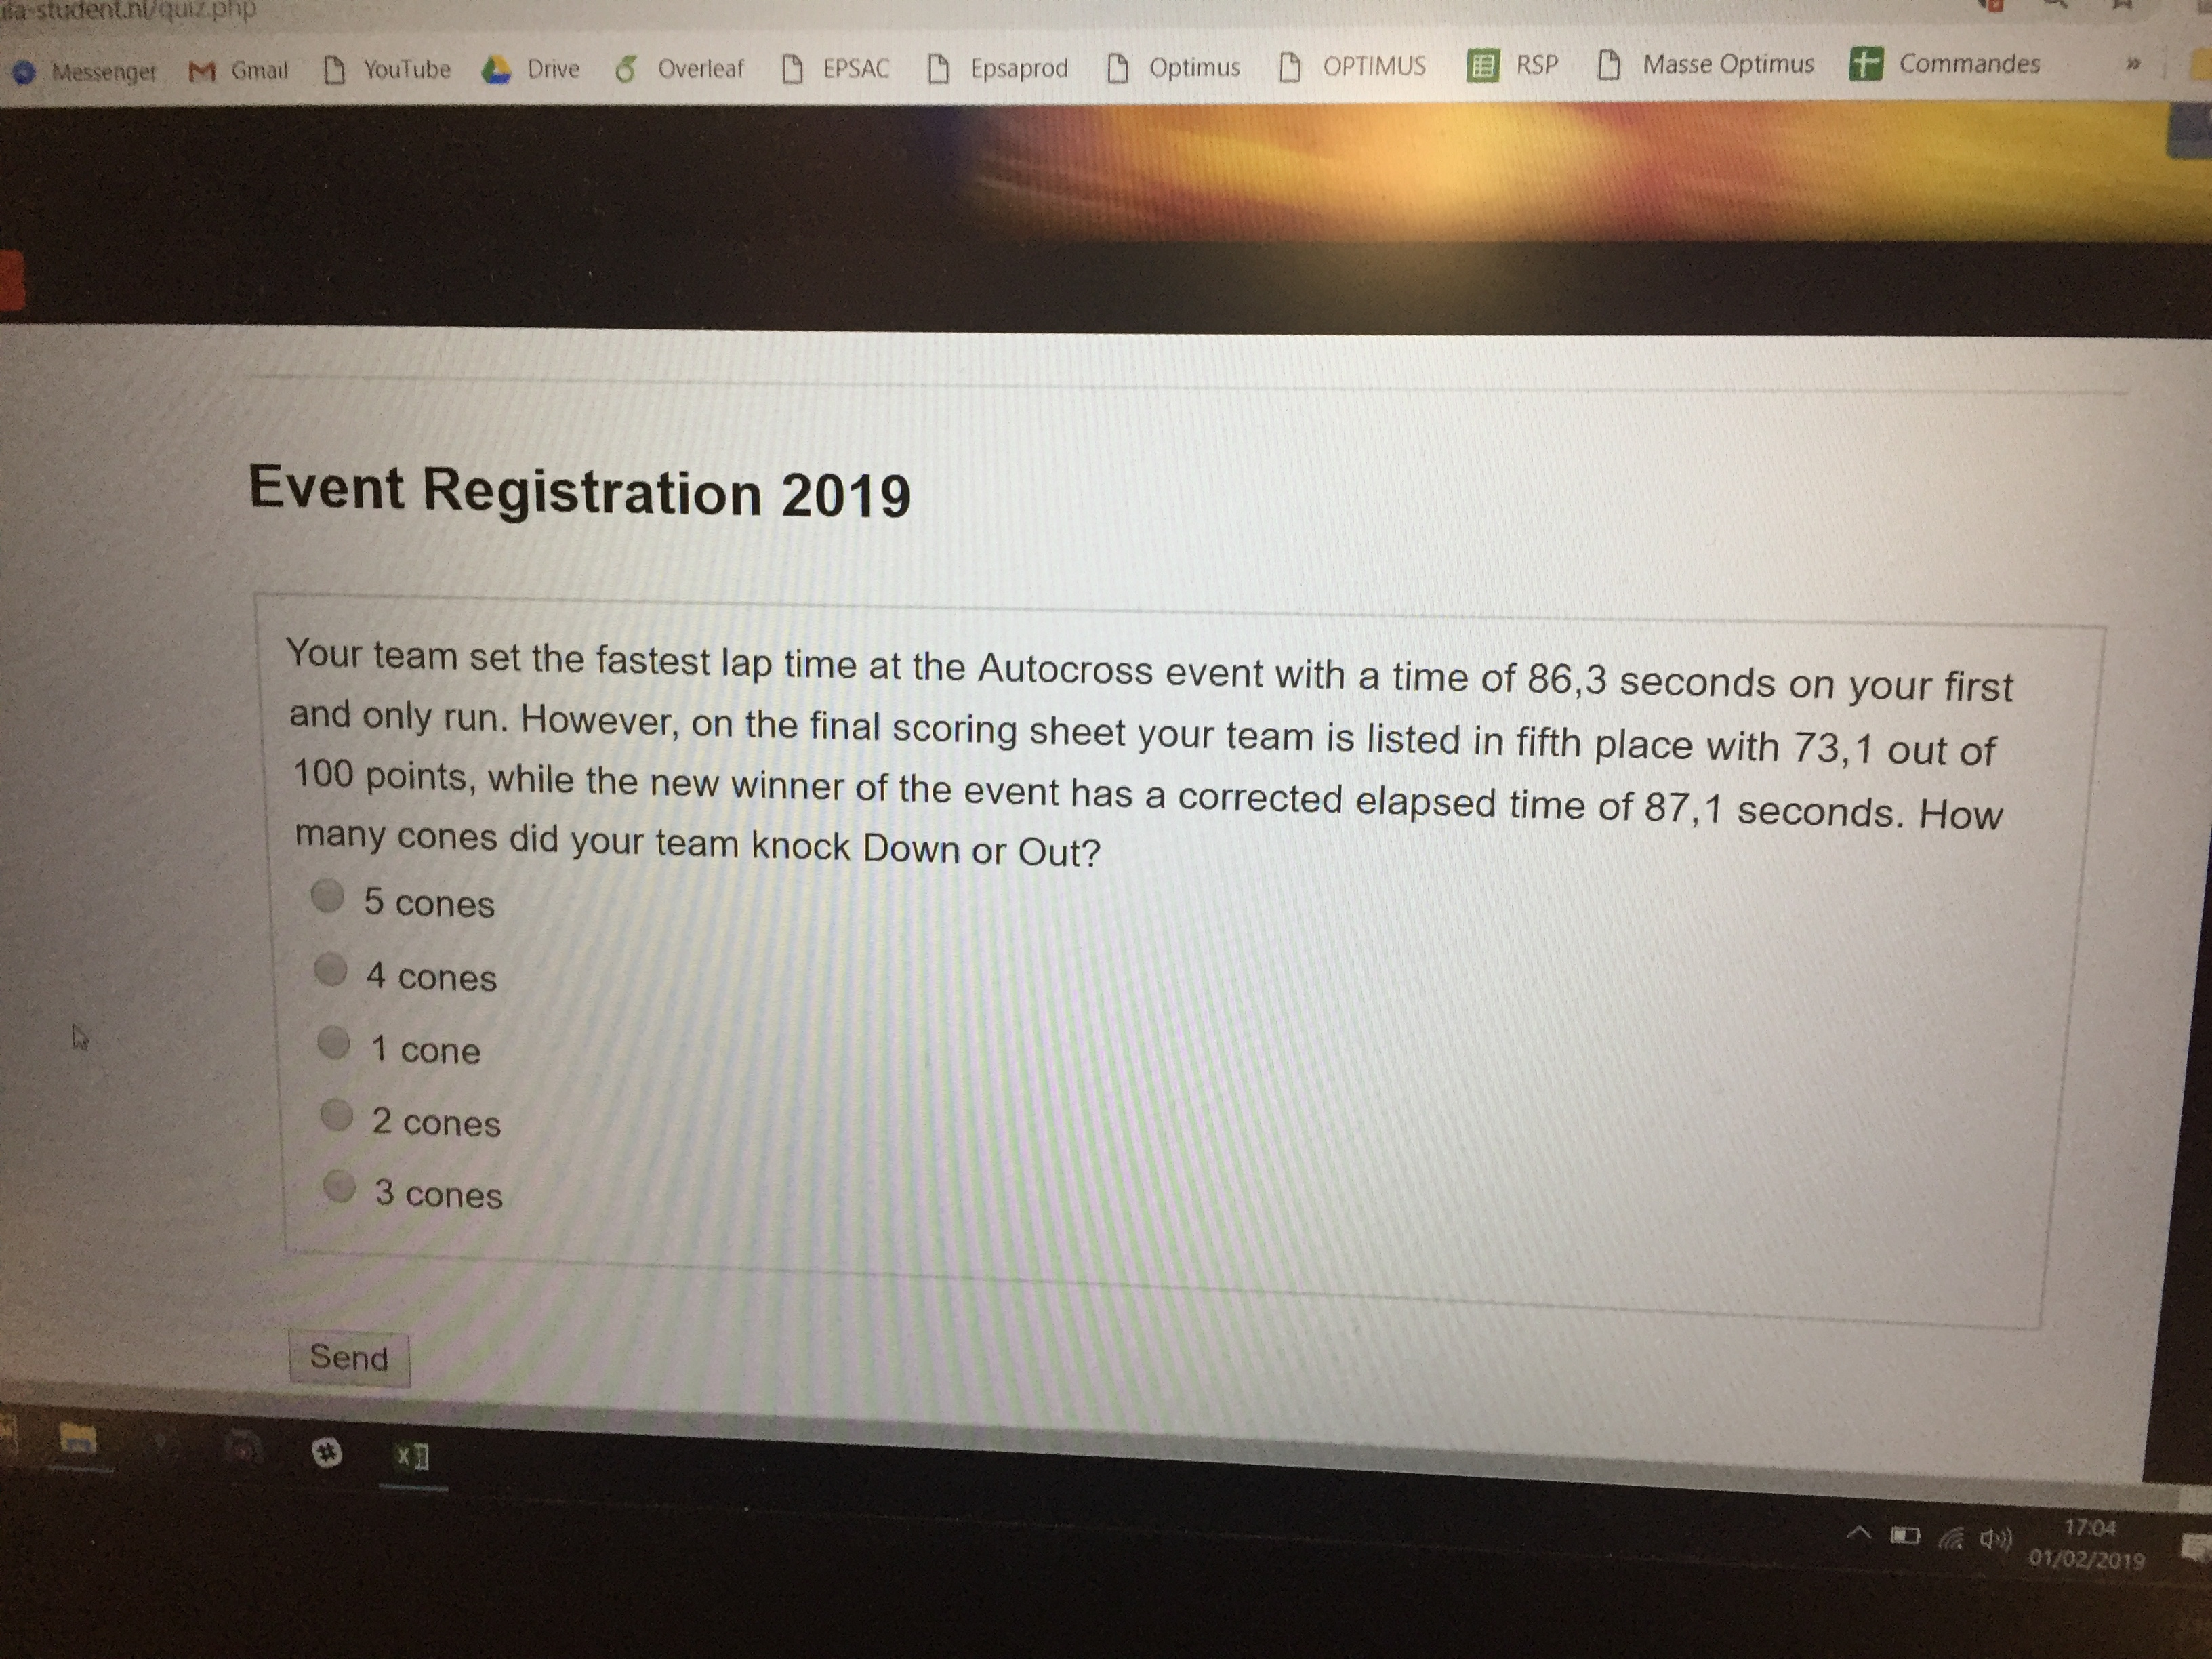 student.nl/quiz.php
Messenger Gmail YouTube Drive Overleaf EPSAC Epsaprod Optimus OPTIMUS RSP Masse Optimus Commandes »
Event Registration 2019
Your team set the fastest lap time at the Autocross event with a time of 86,3 seconds on your first
and only run. However, on the final scoring sheet your team is listed in fifth place with 73,1 out of
100 points, while the new winner of the event has a corrected elapsed time of 87,1 seconds. How
many cones did your team knock Down or Out?
5 cones
4 cones
1 cone
2 cones
3 cones
Send
17:04
01/02/2019